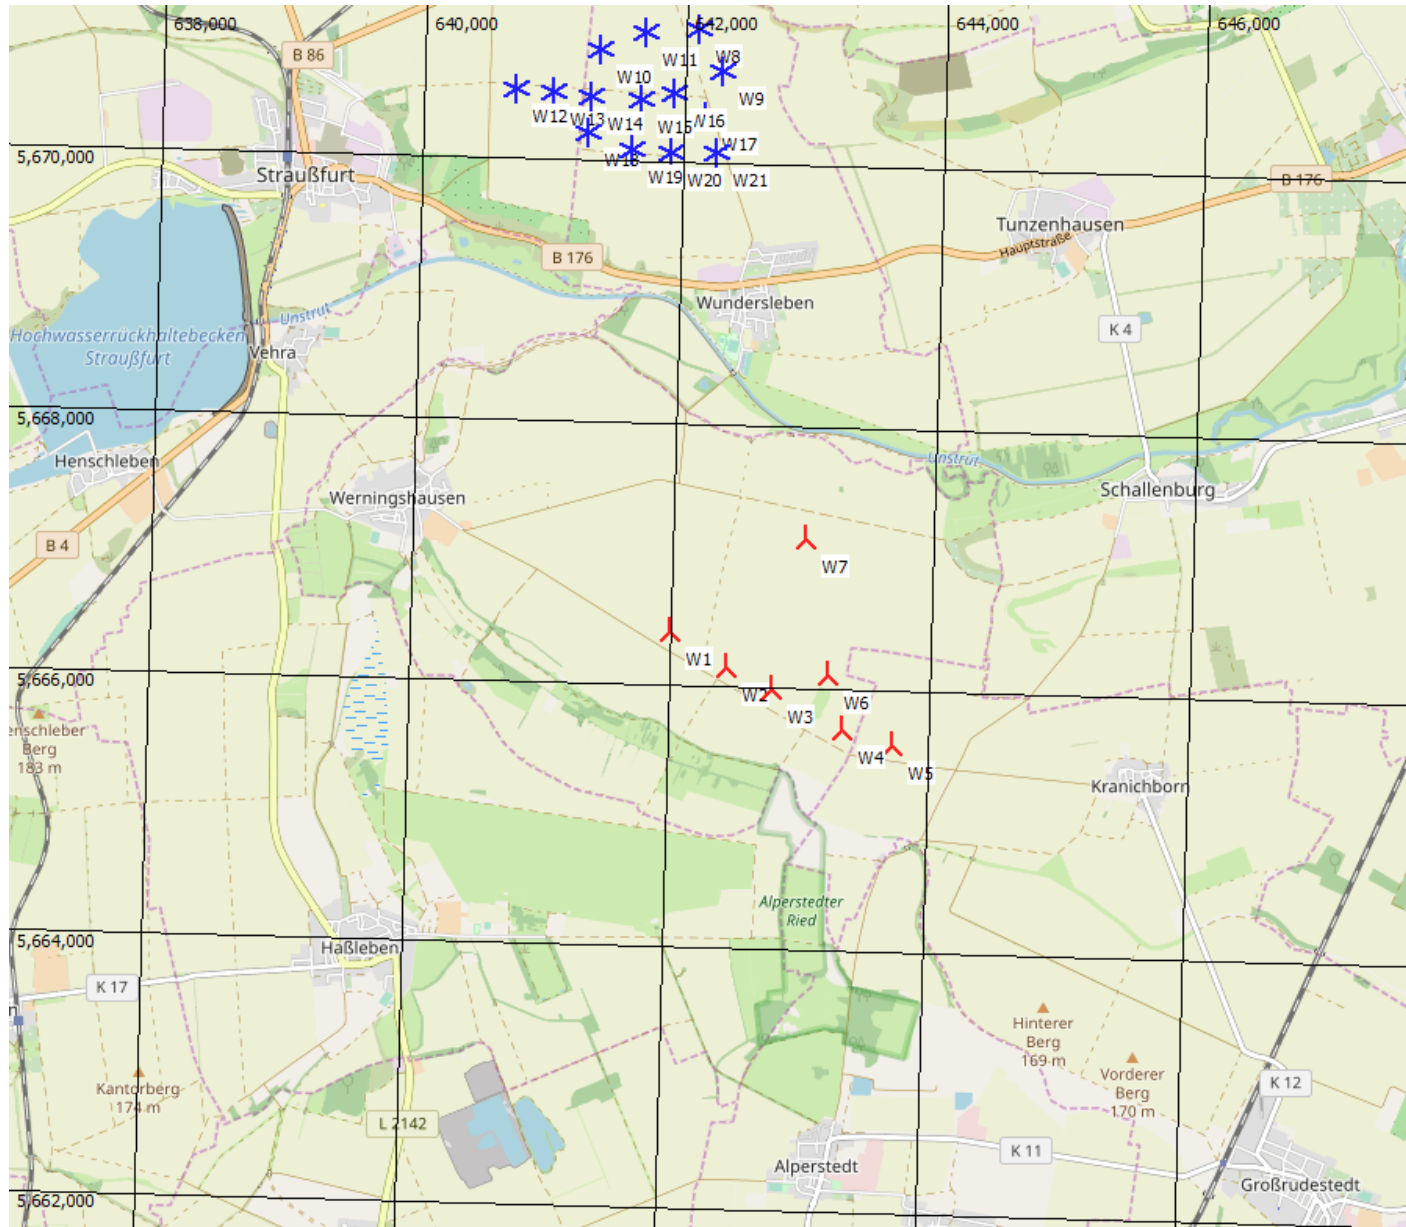 638,000
640,000
642,000
644,000
646,000
B 86
W8
W11
W10
W9
W12
W13
W14
W15
W16
W17
W18
W19
W20
W21
5,670,000
Straußfurt
B 176
Tunzenhausen
Hauptstraße
B 176
Wundersleben
Unstrut
Hochwasserrückhaltebecken
Straußfurt
Vehra
K 4
5,668,000
Henschleben
Unstrut
Werningshausen
Schallenburg
B 4
W7
W1
5,666,000
W2
W6
W3
enschleber
Berg
183 m
W4
W5
Kranichborn
Alperstedter
Ried
5,664,000
Haßleben
K 17
n
Hinterer
Berg
169 m
Vorderer
Berg
170 m
Kantorberg
174 m
K 12
L 2142
K 11
Alperstedt
Großrudestedt
5,662,000